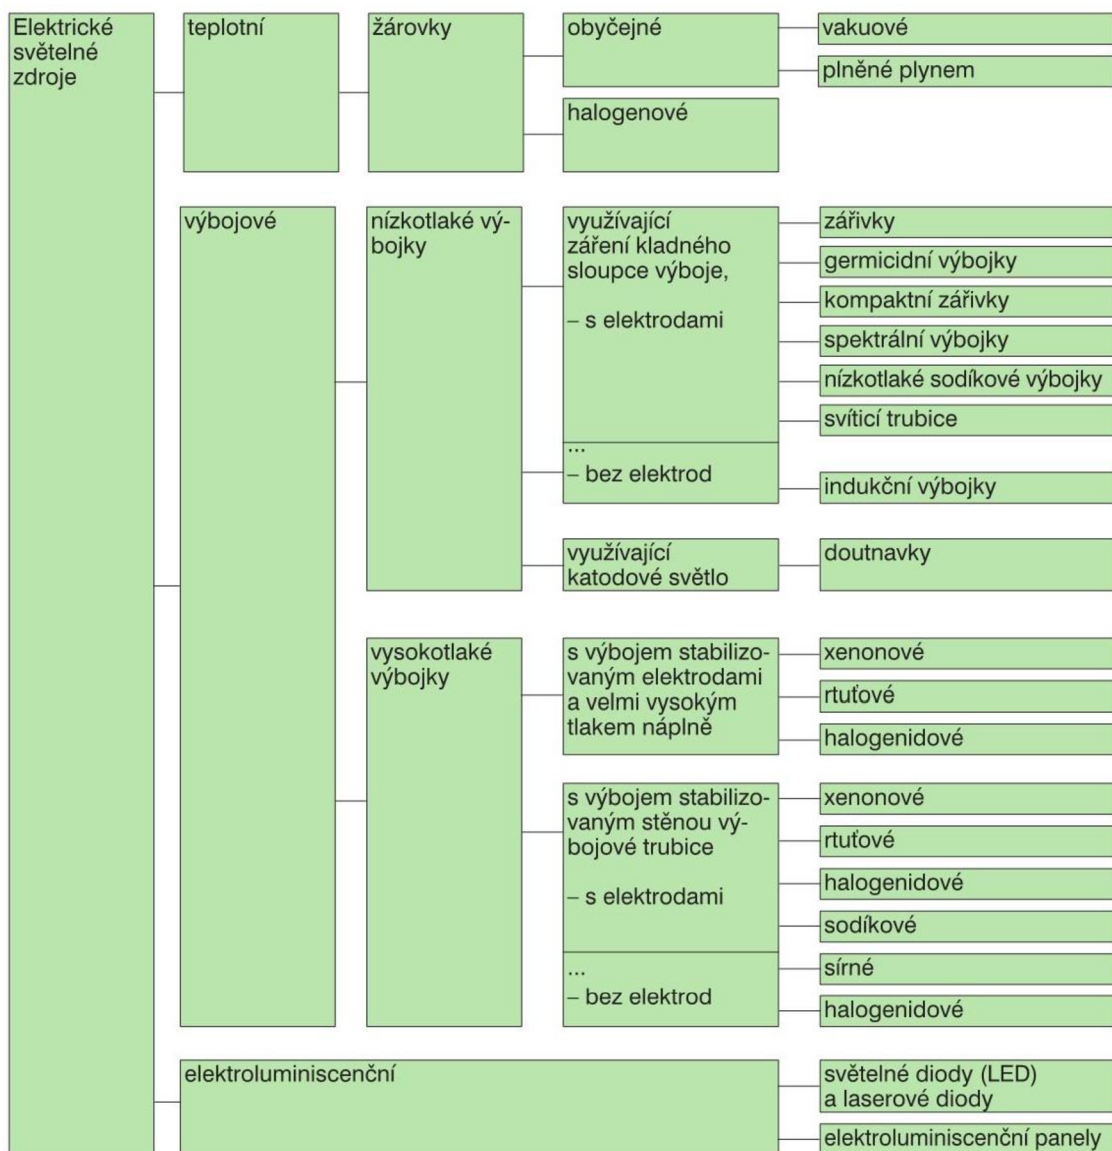 Elektrické
světelné
zdroje
teplotní
žárovky
obyčejné
vakuové
plněné plynem
halogenové
výbojové
nízkotlaké vý-
bojky
využívající
záření kladného
sloupce výboje,
– s elektrodami
zářivky
germicidní výbojky
kompaktní zářivky
spektrální výbojky
nízkotlaké sodíkové výbojky
svíticí trubice
...
– bez elektrod
indukční výbojky
využívající
katodové světlo
doutnavky
vysokotlaké
výbojky
s výbojem stabilizo-
vaným elektrodami
a velmi vysokým
tlakem náplně
xenonové
rtuťové
halogenidové
s výbojem stabilizo-
vaným stěnou vý-
bojové trubice
– s elektrodami
xenonové
rtuťové
halogenidové
sodíkové
...
– bez elektrod
sírné
halogenidové
elektroluminiscenční
světelné diody (LED)
a laserové diody
elektroluminiscenční panely